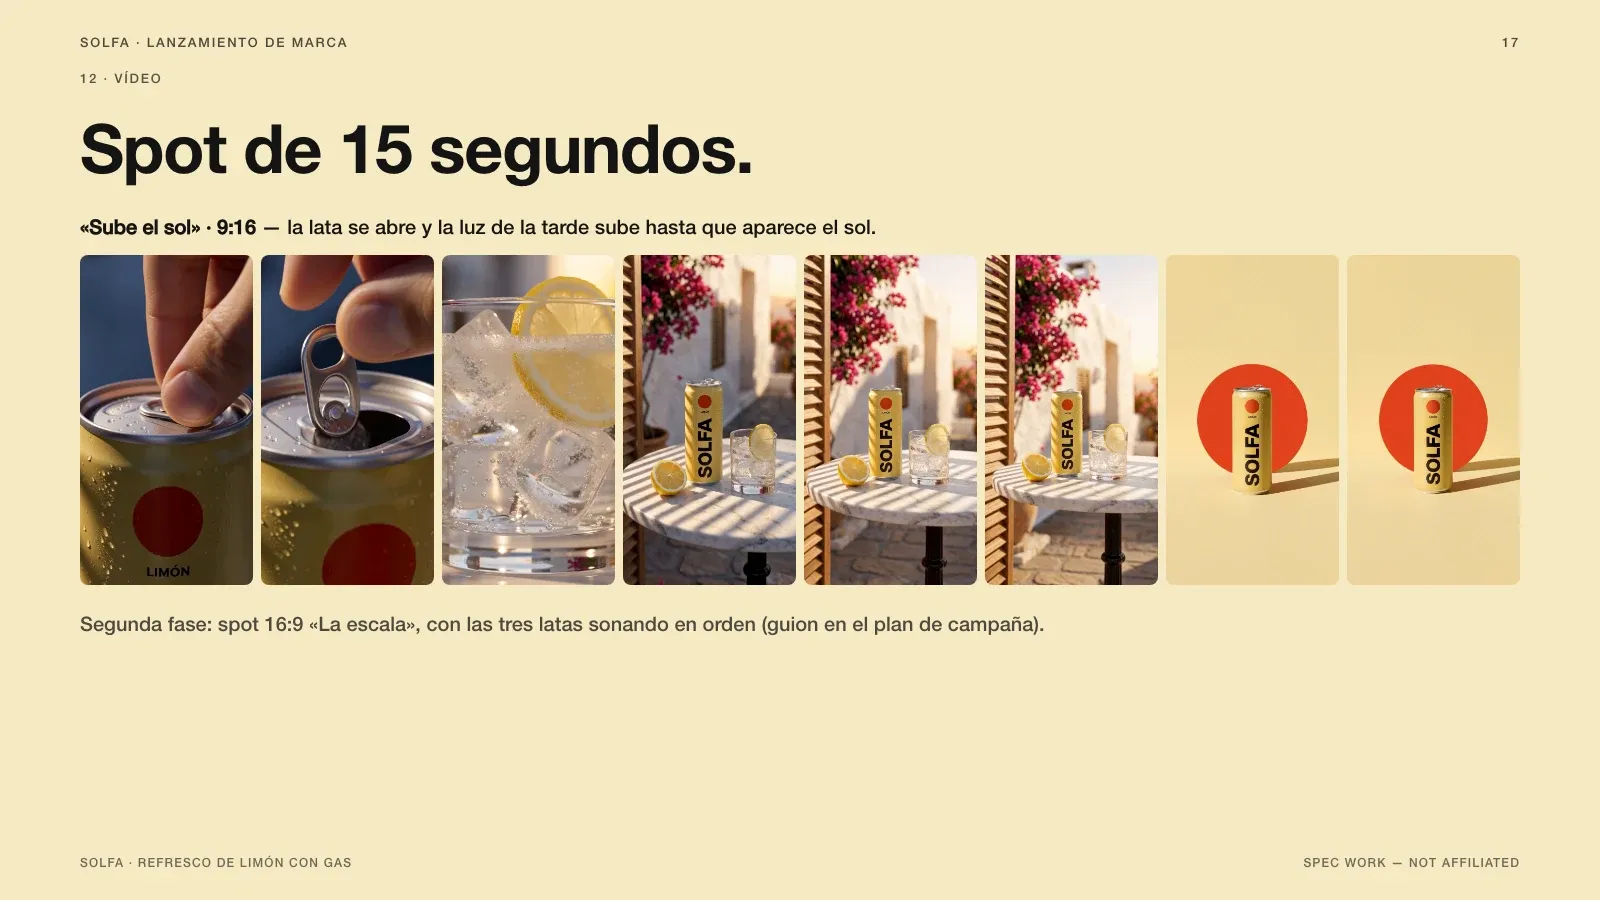 SOLFA · LANZAMIENTO DE MARCA
17
12 · VÍDEO
Spot de 15 segundos.
«Sube el sol» · 9:16 — la lata se abre y la luz de la tarde sube hasta que aparece el sol.
LIMÓN
SOLFA
SOLFA
SOLFA
SOLFA
SOLFA
Segunda fase: spot 16:9 «La escala», con las tres latas sonando en orden (guion en el plan de campaña).
SOLFA · REFRESCO DE LIMÓN CON GAS
SPEC WORK — NOT AFFILIATED